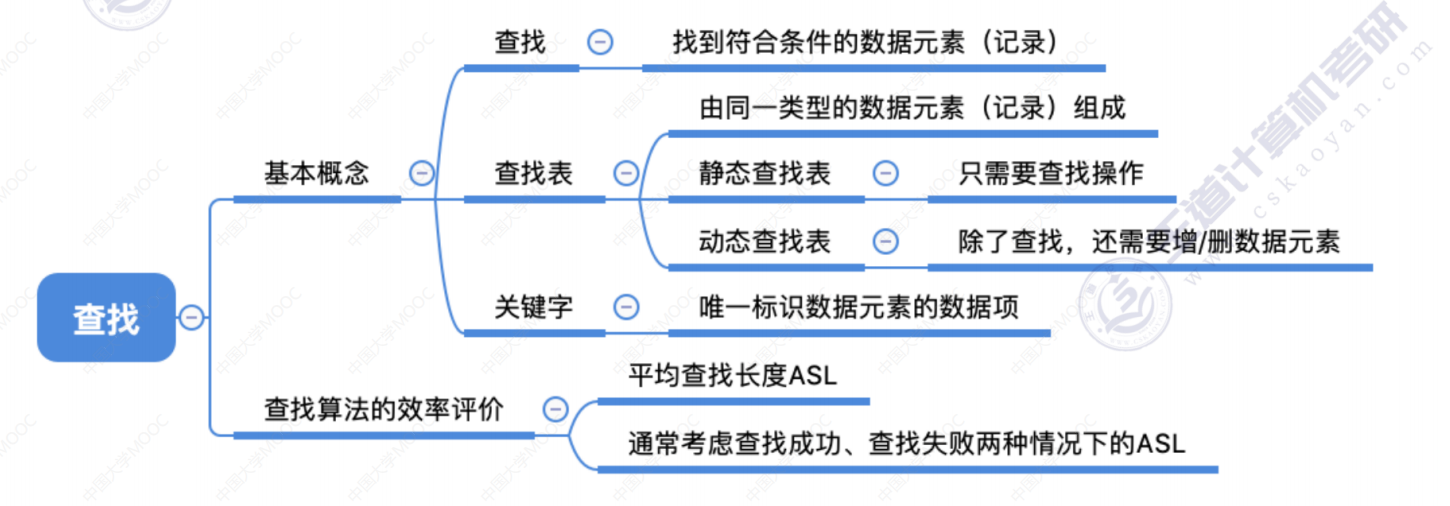 查找
找到符合条件的数据元素（记录）
由同一类型的数据元素（记录）组成
基本概念
查找表
静态查找表
只需要查找操作
动态查找表
除了查找，还需要增/删数据元素
关键字
唯一标识数据元素的数据项
查找
平均查找长度ASL
查找算法的效率评价
通常考虑查找成功、查找失败两种情况下的ASL
王道计算机考研
www.cskaoyan.com
中国大学MOOC